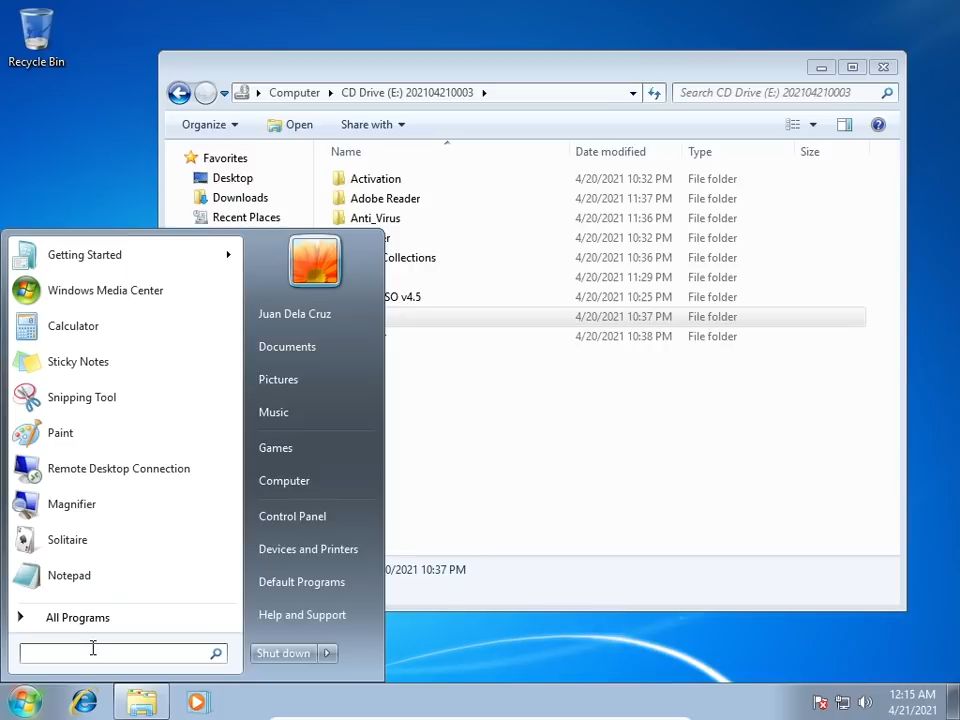 Recycle Bin
Computer
CD Drive (E:) 202104210003
Search CD Drive (E:) 202104210003
Organize
Open
Share with
Name
Date modified
Type
Size
Favorites
Desktop
Downloads
Recent Places
Activation
4/20/2021 10:32 PM
File folder
Adobe Reader
4/20/2021 11:37 PM
File folder
Anti_Virus
4/20/2021 11:36 PM
File folder
4/20/2021 10:32 PM
File folder
Collections
4/20/2021 10:36 PM
File folder
4/20/2021 11:29 PM
File folder
SO v4.5
4/20/2021 10:25 PM
File folder
4/20/2021 10:37 PM
File folder
4/20/2021 10:38 PM
File folder
0/2021 10:37 PM
Getting Started
Windows Media Center
Calculator
Sticky Notes
Snipping Tool
Paint
Remote Desktop Connection
Magnifier
Solitaire
Notepad
All Programs
Juan Dela Cruz
Documents
Pictures
Music
Games
Computer
Control Panel
Devices and Printers
Default Programs
Help and Support
Shut down
12:15 AM
4/21/2021